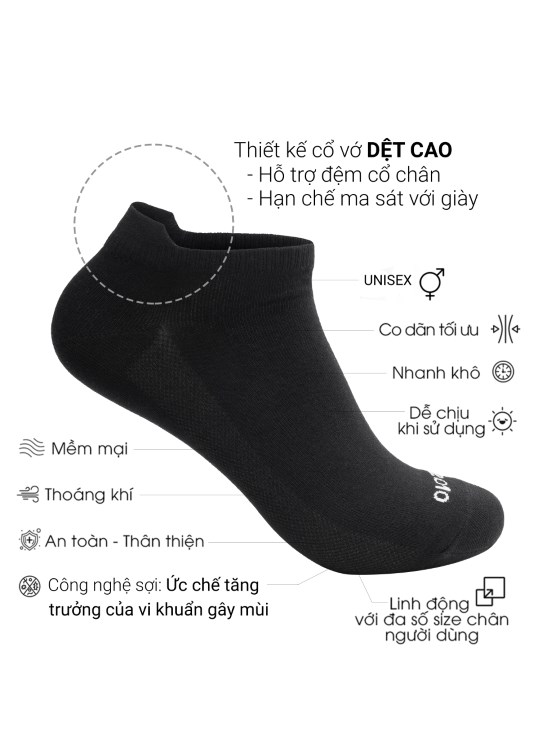 Thiết kế cổ vớ DỆT CAO
- Hỗ trợ đệm cổ chân
- Hạn chế ma sát với giày
UNISEX
Co dãn tối ưu
Nhanh khô
Dễ chịu
khi sử dụng
Mềm mại
Thoáng khí
An toàn - Thân thiện
Công nghệ sợi: Ức chế tăng
trưởng của vi khuẩn gây mùi
Linh động
với đa số size chân
người dùng